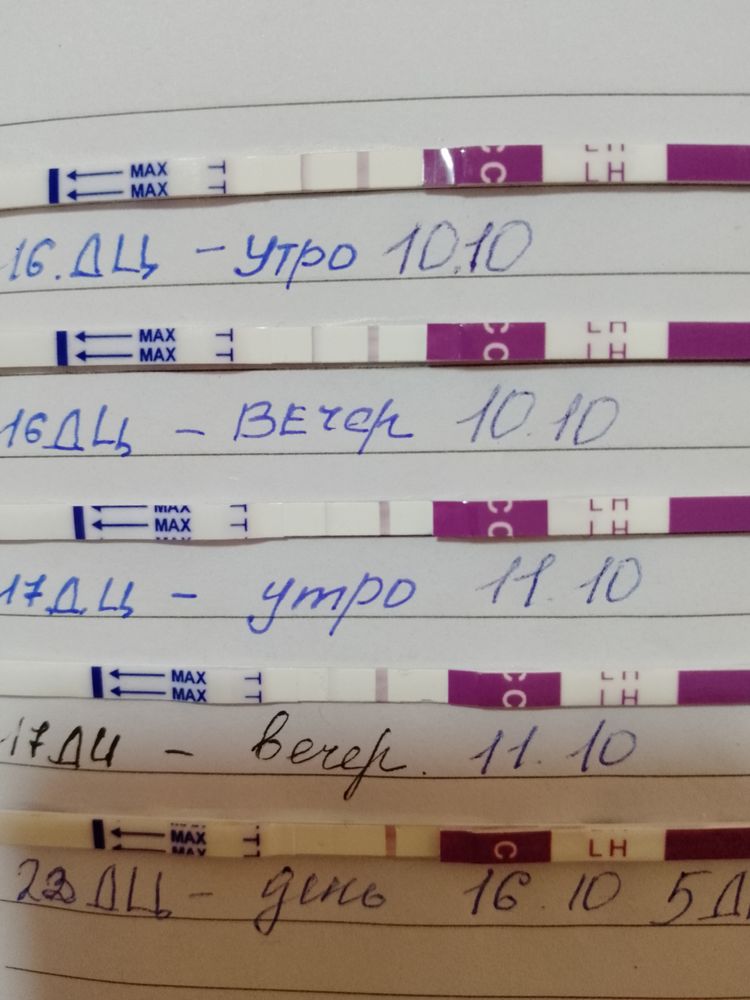 MAX T C LH
MAX T C LH
16.ДЦ - Утро 10.10
MAX T C LH
MAX T C LH
16ДЦ - ВЕчер 10.10
MAX T C LH
MAX T C LH
17ДЦ - утро 11.10
MAX T C LH
MAX T C LH
17ДЦ - вечер. 11.10
MAX T C LH
MAX
ДЦ - день 16.10 5